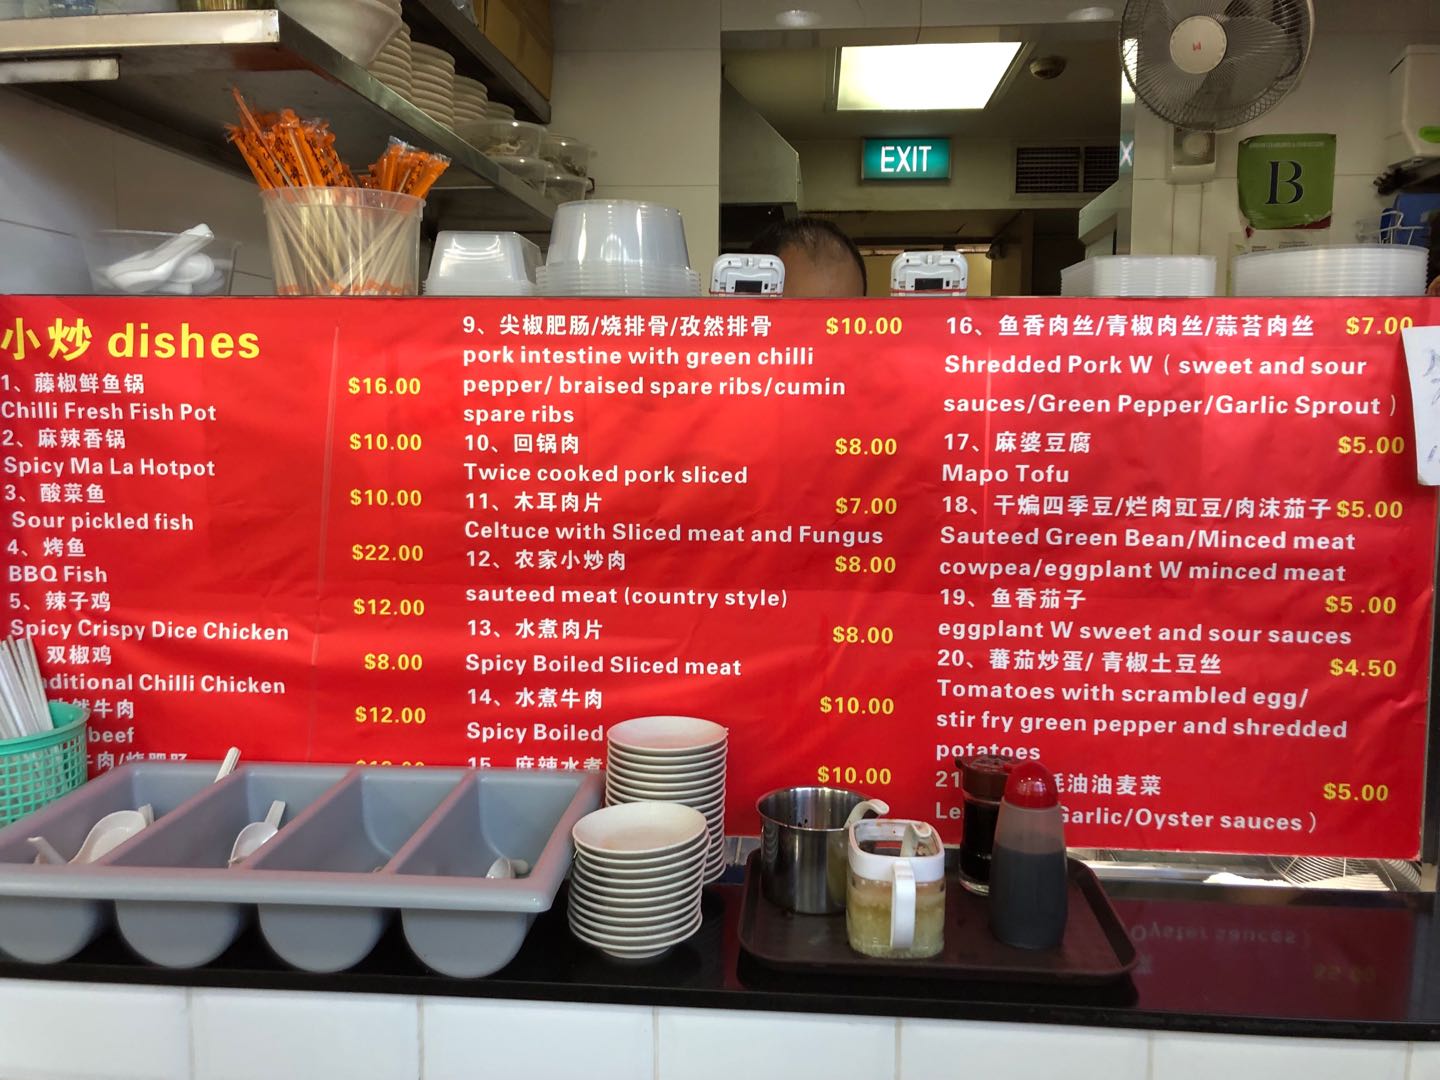 EXIT
B
小炒 dishes
1、藤椒鲜鱼锅 $16.00
Chilli Fresh Fish Pot
2、麻辣香锅 $10.00
Spicy Ma La Hotpot
3、酸菜鱼 $10.00
Sour pickled fish
4、烤鱼 $22.00
BBQ Fish
5、辣子鸡 $12.00
Spicy Crispy Dice Chicken
双椒鸡 $8.00
aditional Chilli Chicken
然牛肉 $12.00
beef
9、尖椒肥肠/烧排骨/孜然排骨 $10.00
pork intestine with green chilli
pepper/ braised spare ribs/cumin
spare ribs
10、回锅肉 $8.00
Twice cooked pork sliced
11、木耳肉片 $7.00
Celtuce with Sliced meat and Fungus
12、农家小炒肉 $8.00
sauteed meat (country style)
13、水煮肉片 $8.00
Spicy Boiled Sliced meat
14、水煮牛肉 $10.00
Spicy Boiled
15、麻辣水煮 $10.00
16、鱼香肉丝/青椒肉丝/蒜苔肉丝 $7.00
Shredded Pork W ( sweet and sour
sauces/Green Pepper/Garlic Sprout )
17、麻婆豆腐 $5.00
Mapo Tofu
18、干煸四季豆/烂肉豇豆/肉沫茄子 $5.00
Sauteed Green Bean/Minced meat
cowpea/eggplant W minced meat
19、鱼香茄子 $5 .00
eggplant W sweet and sour sauces
20、蕃茄炒蛋/ 青椒土豆丝 $4.50
Tomatoes with scrambled egg/
stir fry green pepper and shredded
potatoes
21 油油麦菜 $5.00
Le Garlic/Oyster sauces )